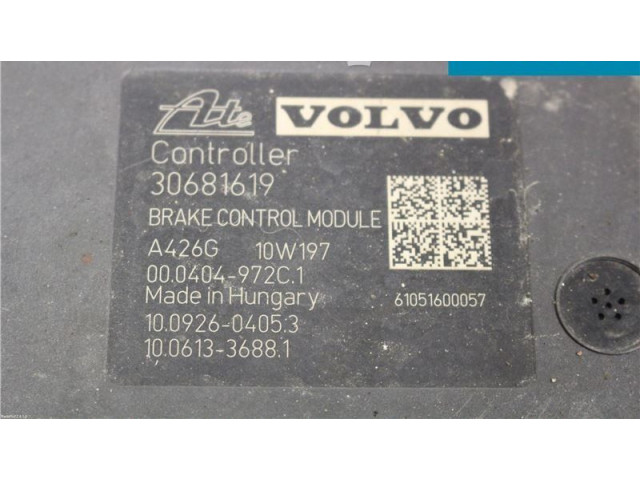 Ate VOLVO
Controller
30681619
BRAKE CONTROL MODULE
A426G 10W197
00.0404-972C.1
Made in Hungary 61051600057
10.0926-0405.3
10.0613-3688.1